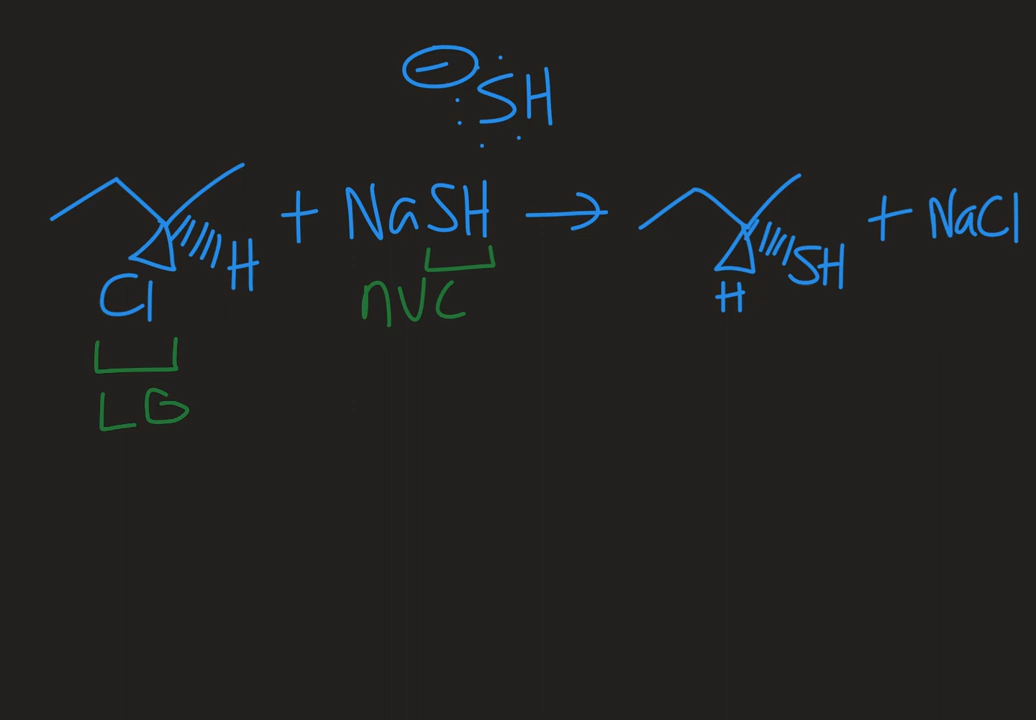 ⊖ SH
+ NaSH → + NaCl
Cl H SH
H
nuc
LG